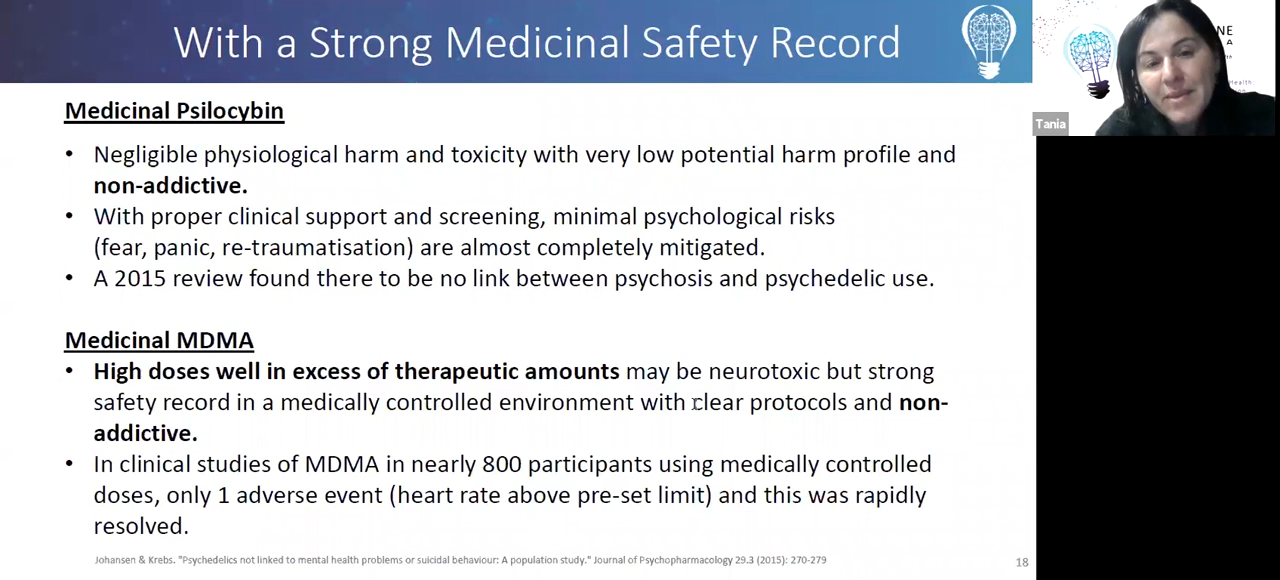 With a Strong Medicinal Safety Record
NE
A
Health:
Tania
Medicinal Psilocybin
• Negligible physiological harm and toxicity with very low potential harm profile and
non-addictive.
• With proper clinical support and screening, minimal psychological risks
(fear, panic, re-traumatisation) are almost completely mitigated.
• A 2015 review found there to be no link between psychosis and psychedelic use.
Medicinal MDMA
• High doses well in excess of therapeutic amounts may be neurotoxic but strong
safety record in a medically controlled environment with clear protocols and non-
addictive.
• In clinical studies of MDMA in nearly 800 participants using medically controlled
doses, only 1 adverse event (heart rate above pre-set limit) and this was rapidly
resolved.
Johansen & Krebs. "Psychedelics not linked to mental health problems or suicidal behaviour: A population study." Journal of Psychopharmacology 29.3 (2015): 270-279
18